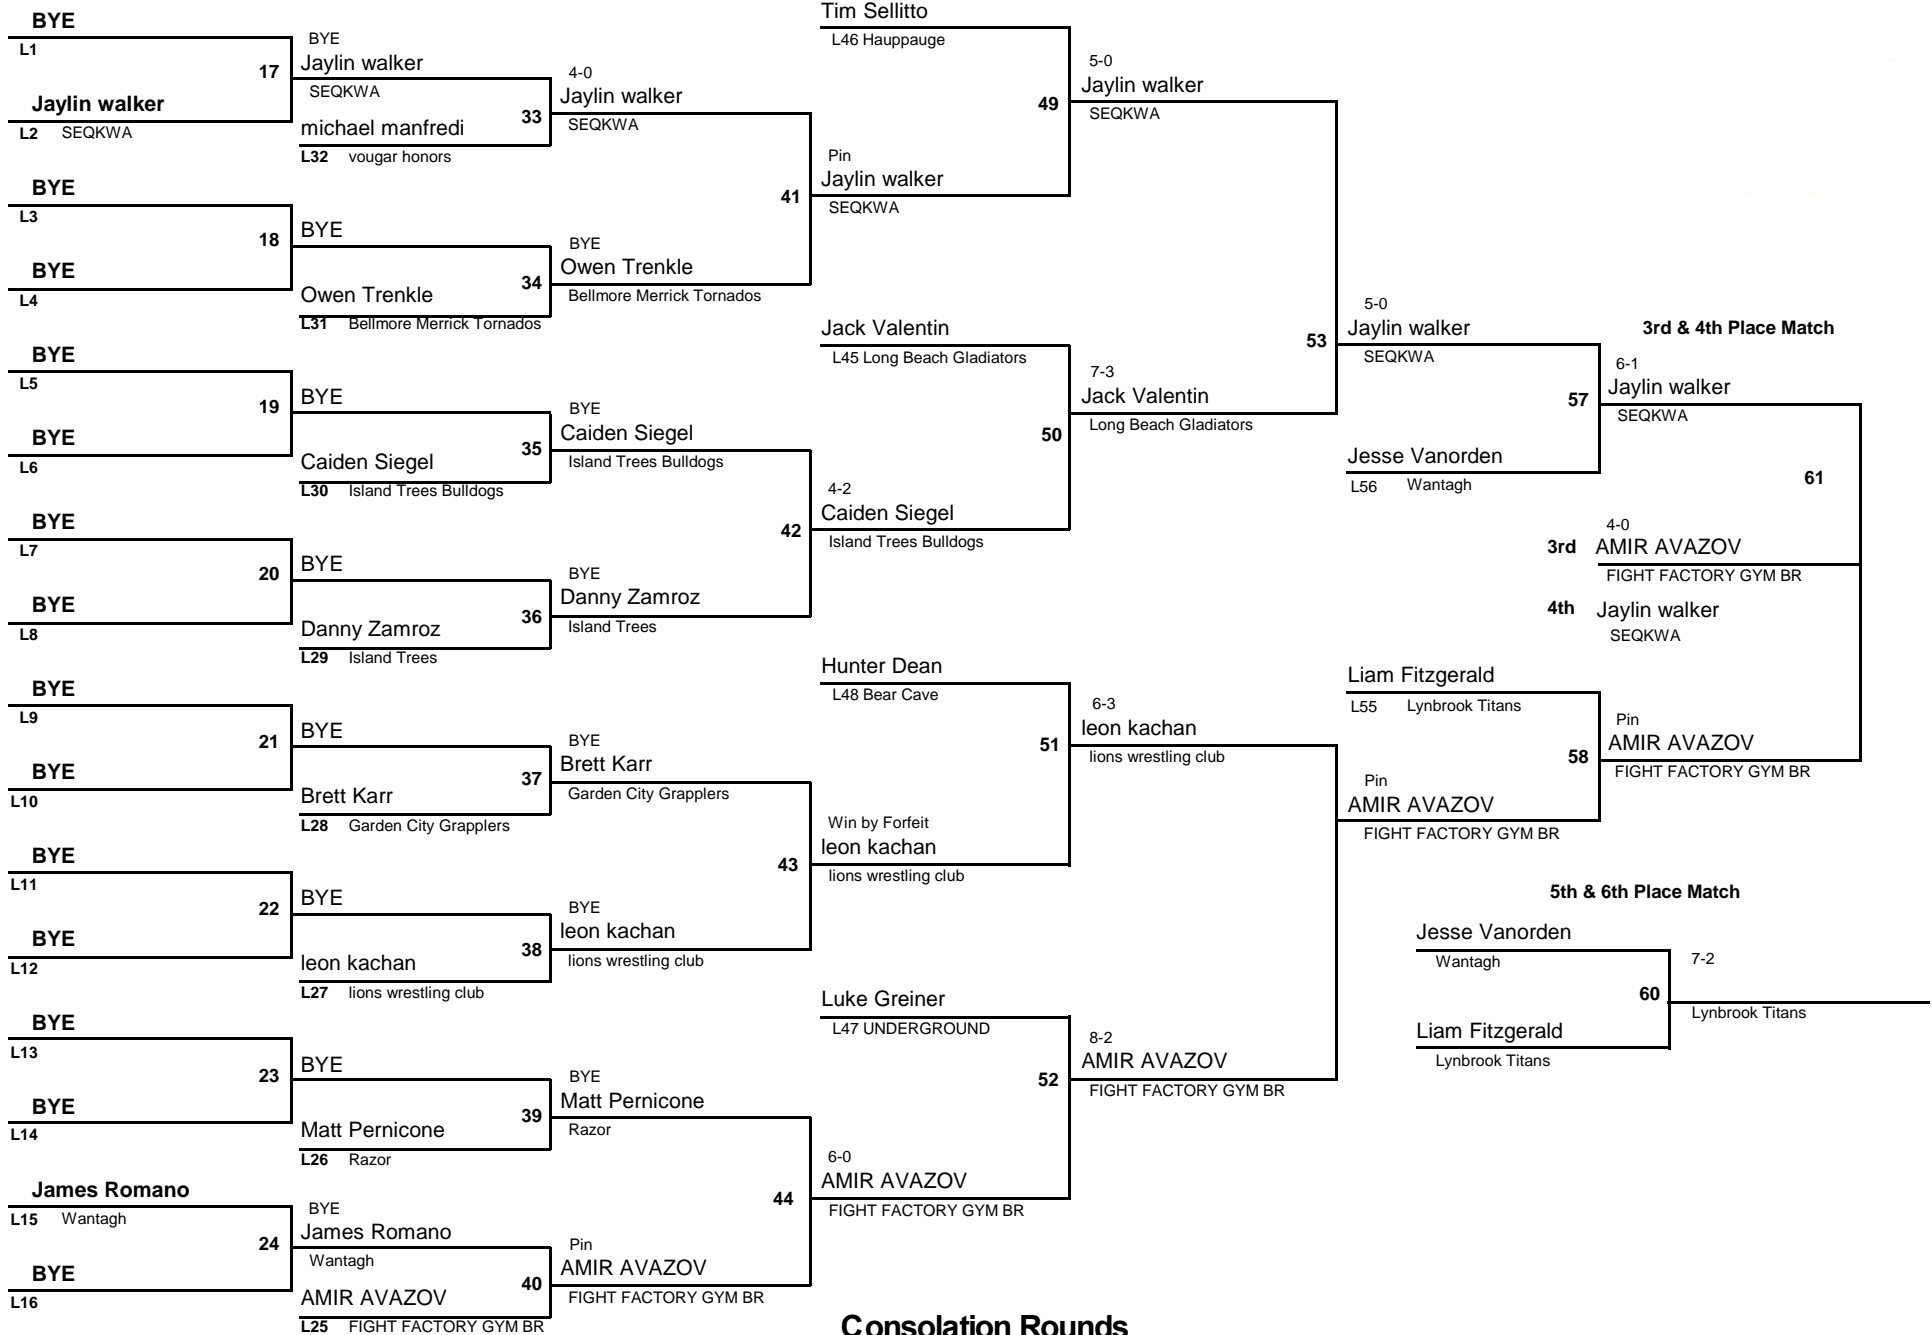 BYE
L1
17
Jaylin walker
L2 SEQKWA
BYE
L3
18
BYE
L4
BYE
L5
19
BYE
L6
BYE
L7
20
BYE
L8
BYE
L9
21
BYE
L10
BYE
L11
22
BYE
L12
BYE
L13
23
BYE
L14
James Romano
L15 Wantagh
24
BYE
L16
BYE
Jaylin walker
SEQKWA
33
michael manfredi
L32 vougar honors
BYE
34
Owen Trenkle
L31 Bellmore Merrick Tornados
BYE
35
Caiden Siegel
L30 Island Trees Bulldogs
BYE
36
Danny Zamroz
L29 Island Trees
BYE
37
Brett Karr
L28 Garden City Grapplers
BYE
38
leon kachan
L27 lions wrestling club
BYE
39
Matt Pernicone
L26 Razor
BYE
James Romano
Wantagh
40
AMIR AVAZOV
L25 FIGHT FACTORY GYM BR
4-0
Jaylin walker
SEQKWA
41
BYE
Owen Trenkle
Bellmore Merrick Tornados
BYE
Caiden Siegel
Island Trees Bulldogs
42
BYE
Danny Zamroz
Island Trees
BYE
Brett Karr
Garden City Grapplers
43
BYE
leon kachan
lions wrestling club
BYE
Matt Pernicone
Razor
44
Pin
AMIR AVAZOV
FIGHT FACTORY GYM BR
Tim Sellitto
L46 Hauppauge
49
Pin
Jaylin walker
SEQKWA
Jack Valentin
L45 Long Beach Gladiators
50
4-2
Caiden Siegel
Island Trees Bulldogs
Hunter Dean
L48 Bear Cave
51
Win by Forfeit
leon kachan
lions wrestling club
Luke Greiner
L47 UNDERGROUND
52
6-0
AMIR AVAZOV
FIGHT FACTORY GYM BR
5-0
Jaylin walker
SEQKWA
53
7-3
Jack Valentin
Long Beach Gladiators
6-3
leon kachan
lions wrestling club
8-2
AMIR AVAZOV
FIGHT FACTORY GYM BR
5-0
Jaylin walker
SEQKWA
57
Jesse Vanorden
L56 Wantagh
Liam Fitzgerald
L55 Lynbrook Titans
58
Pin
AMIR AVAZOV
FIGHT FACTORY GYM BR
3rd & 4th Place Match
6-1
Jaylin walker
SEQKWA
61
4-0
3rd AMIR AVAZOV
FIGHT FACTORY GYM BR
4th Jaylin walker
SEQKWA
Pin
AMIR AVAZOV
FIGHT FACTORY GYM BR
5th & 6th Place Match
Jesse Vanorden
Wantagh
60
7-2
Lynbrook Titans
Liam Fitzgerald
Lynbrook Titans
Consolation Rounds